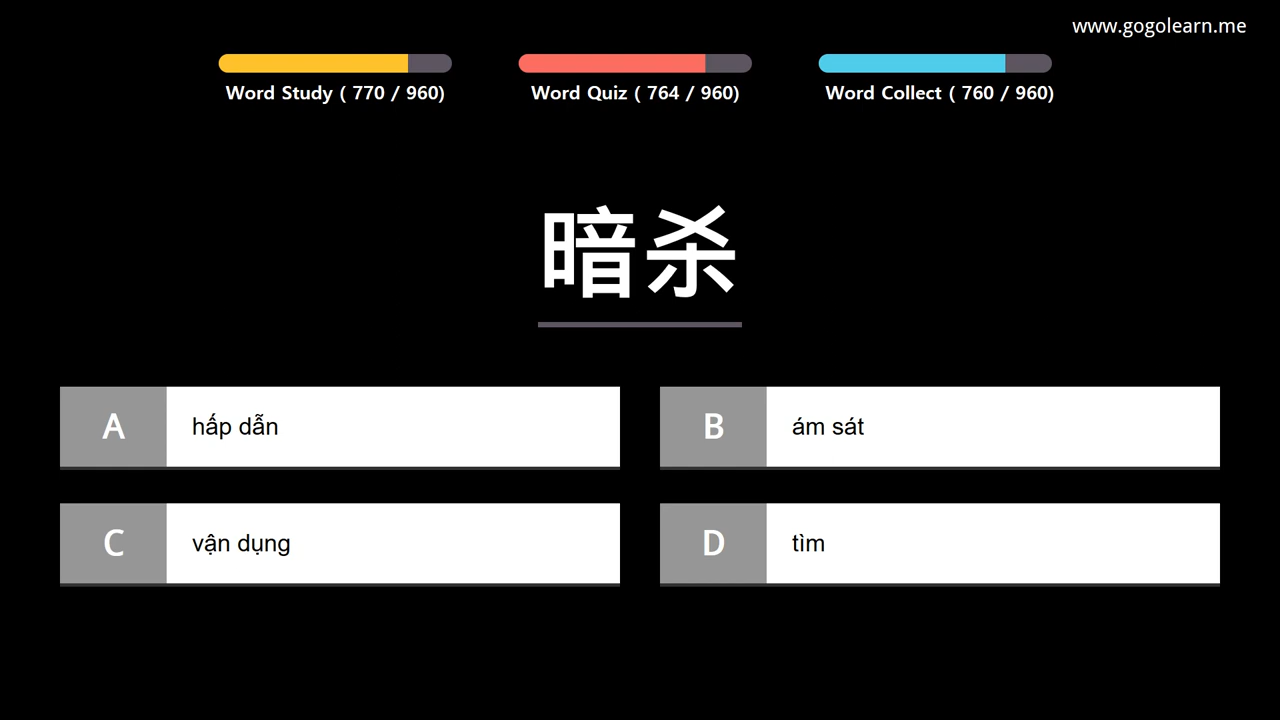 www.gogolearn.me
Word Study ( 770 / 960)
Word Quiz ( 764 / 960)
Word Collect ( 760 / 960)
暗杀
A hấp dẫn
B ám sát
C vận dụng
D tìm